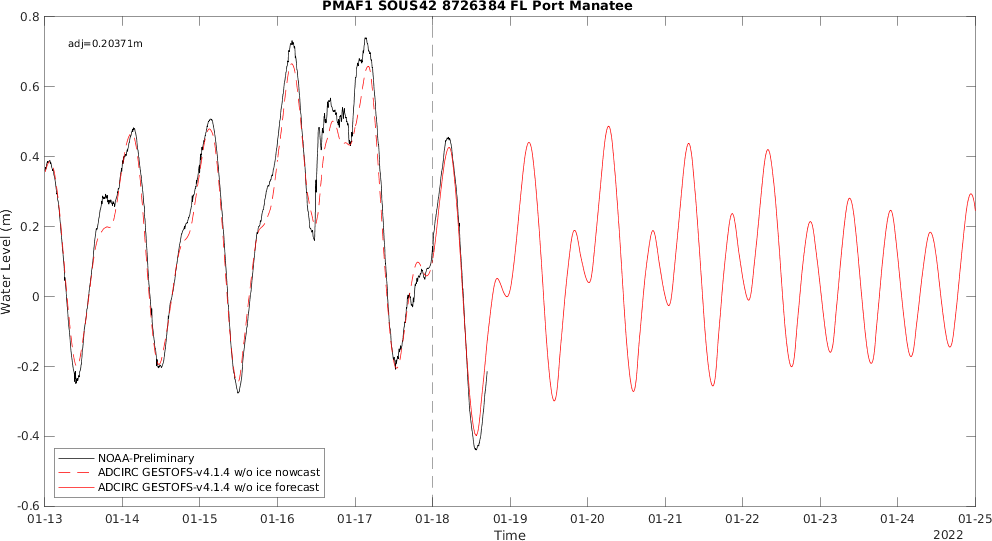 PMAF1 SOUS42 8726384 FL Port Manatee
adj=0.20371m
0.8
0.6
0.4
0.2
0
-0.2
-0.4
-0.6
Water Level (m)
NOAA-Preliminary
ADCIRC GESTOFS-v4.1.4 w/o ice nowcast
ADCIRC GESTOFS-v4.1.4 w/o ice forecast
01-13 01-14 01-15 01-16 01-17 01-18 01-19 01-20 01-21 01-22 01-23 01-24 01-25
Time
2022